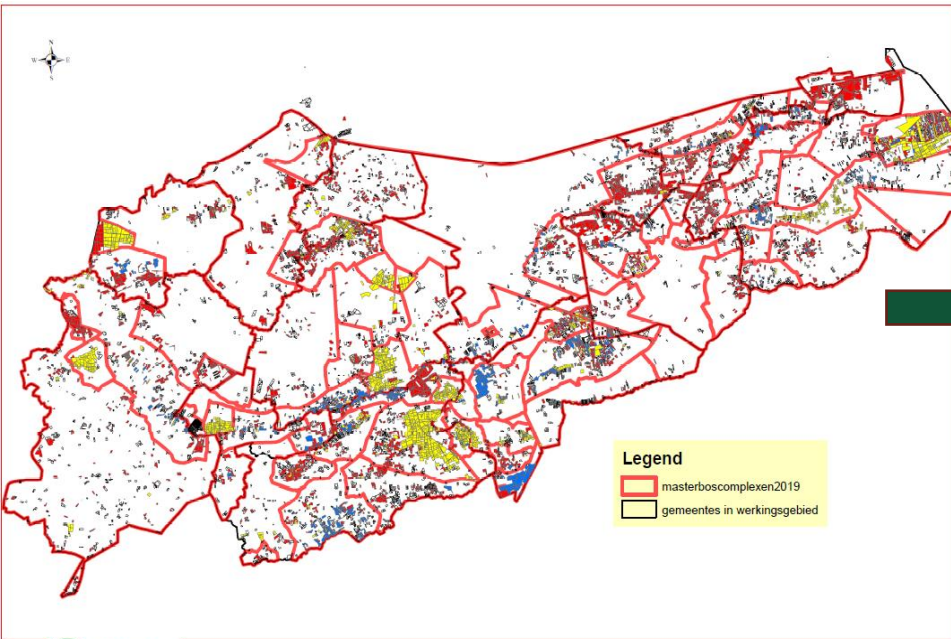 N
W E
S
Legend
masterboscomplexen2019
gemeentes in werkingsgebied